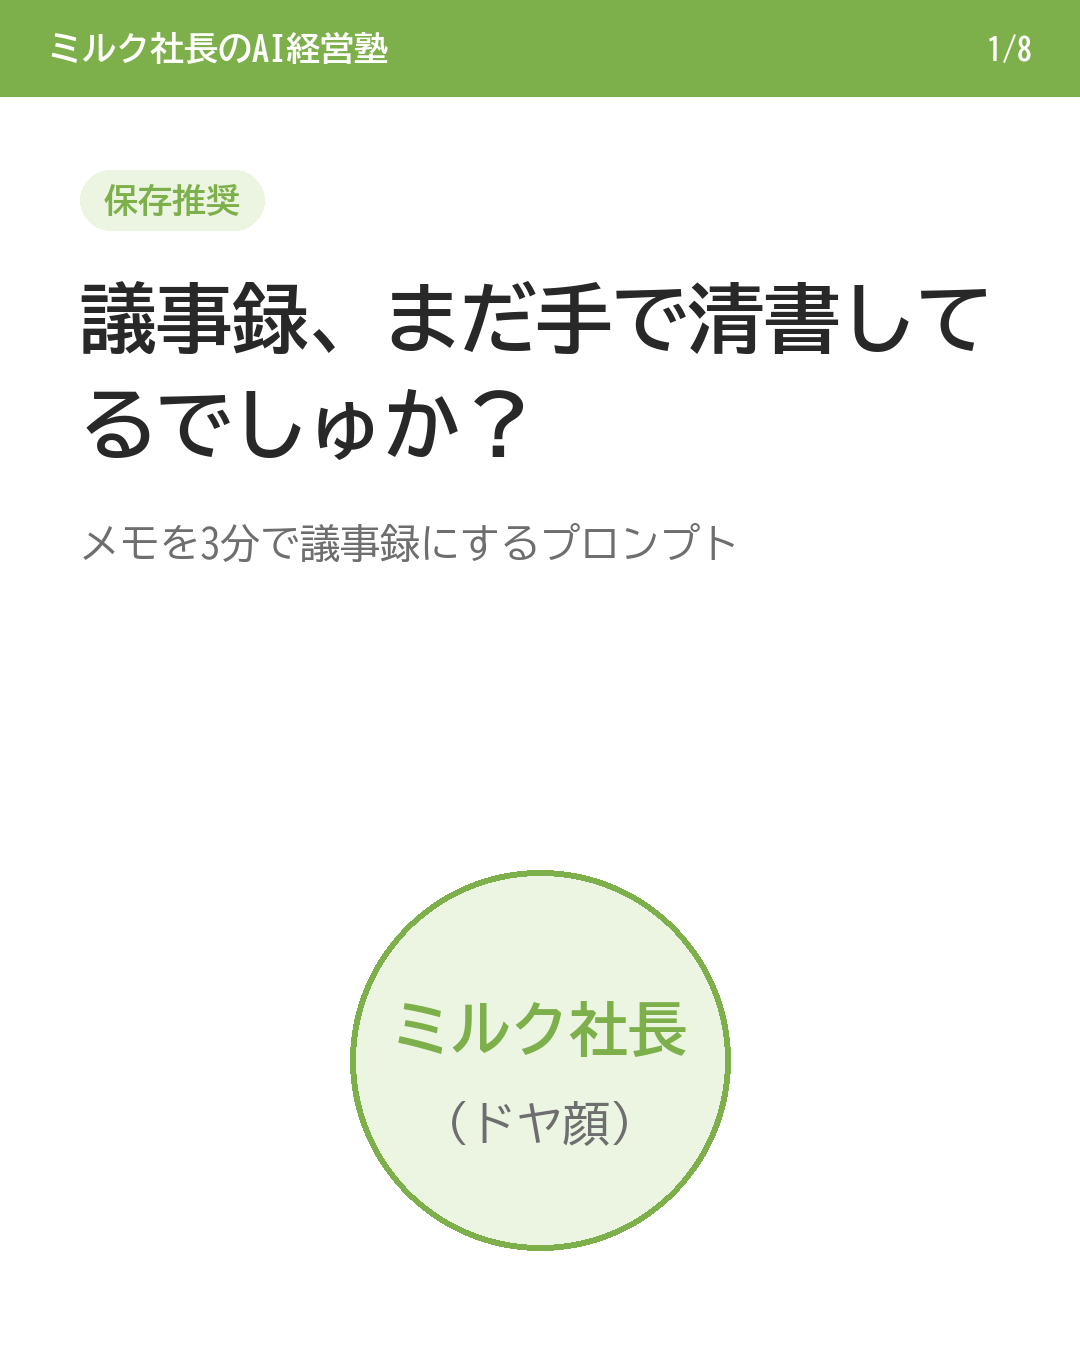 ミルク社長のAI経営塾
1/8
保存推奨
議事録、まだ手で清書して
るでしゅか？
メモを3分で議事録にするプロンプト
ミルク社長
（ドヤ顔）